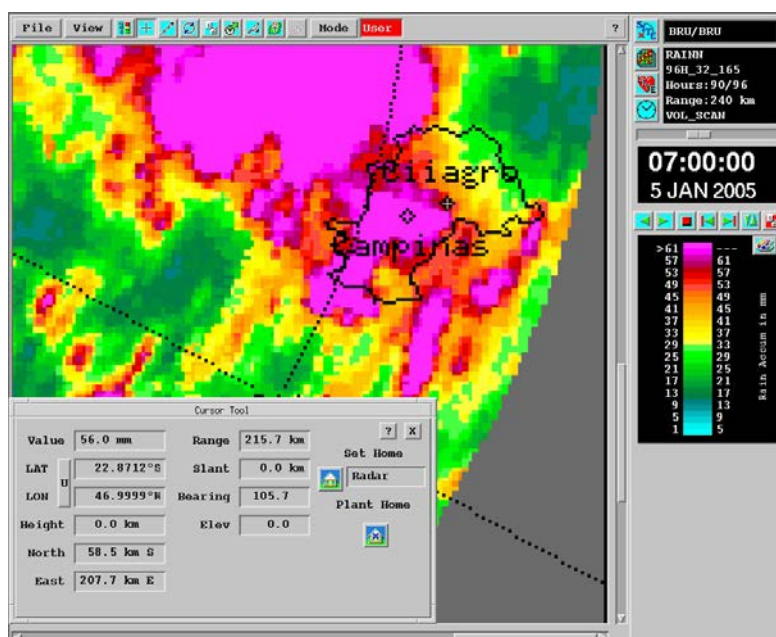 File View Mode User ?
BRU/BRU
RAINN
96H_32_165
Hours:90/96
Range:240 km
VOL_SCAN
07:00:00
5 JAN 2005
Ciiagro
Campinas
>61 ---
57 61
53 57
49 53
45 49
41 45
37 41
33 37
29 33
25 29
21 25
17 21
13 17
9 13
5 9
1 5
Rain Accum in mm
Cursor Tool
? X
Value 56.0 mm Range 215.7 km
Set Home
LAT 22.8712°S Slant 0.0 km
U
Radar
LON 46.9999°W Bearing 105.7
Plant Home
Height 0.0 km Elev 0.0
North 58.5 km S
East 207.7 km E